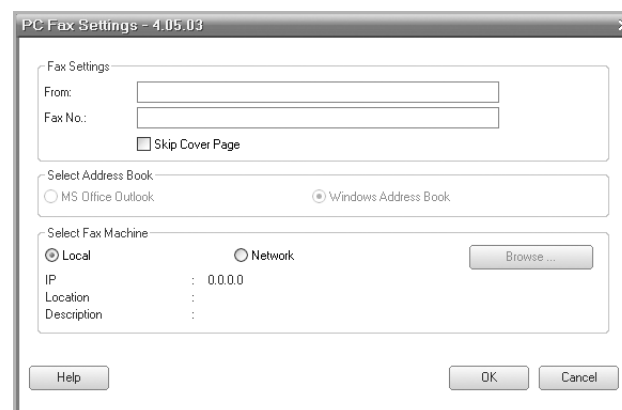 PC Fax Settings - 4.05.03
Fax Settings
From:
Fax No.:
Skip Cover Page
Select Address Book
MS Office Outlook Windows Address Book
Select Fax Machine
Local Network Browse ...
IP : 0.0.0.0
Location :
Description :
Help OK Cancel